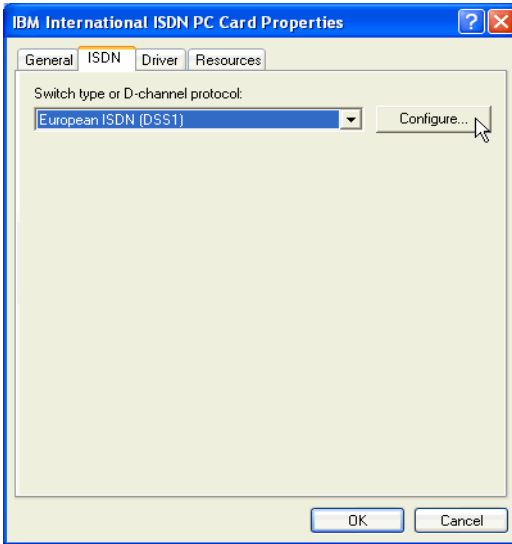 IBM International ISDN PC Card Properties
General ISDN Driver Resources
Switch type or D-channel protocol:
European ISDN (DSS1) Configure...
OK Cancel